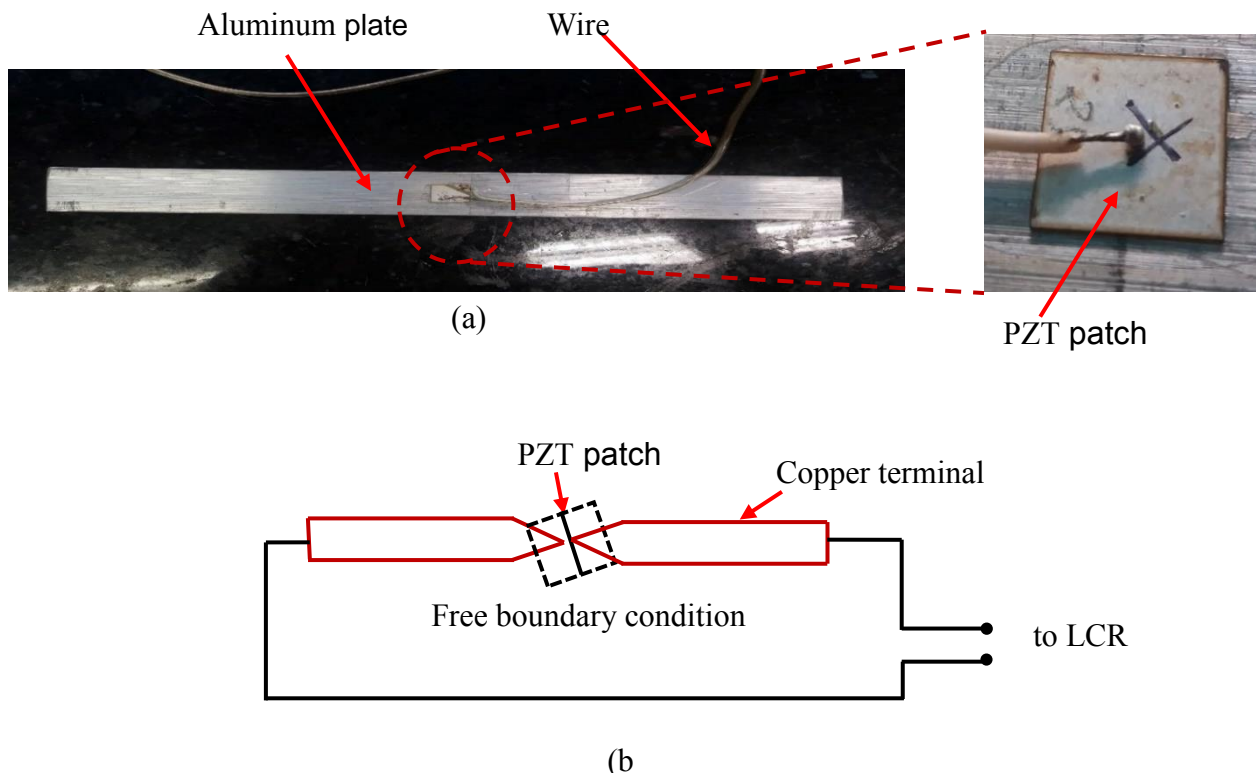 Aluminum plate
Wire
(a)
PZT patch
PZT patch
Copper terminal
Free boundary condition
to LCR
(b